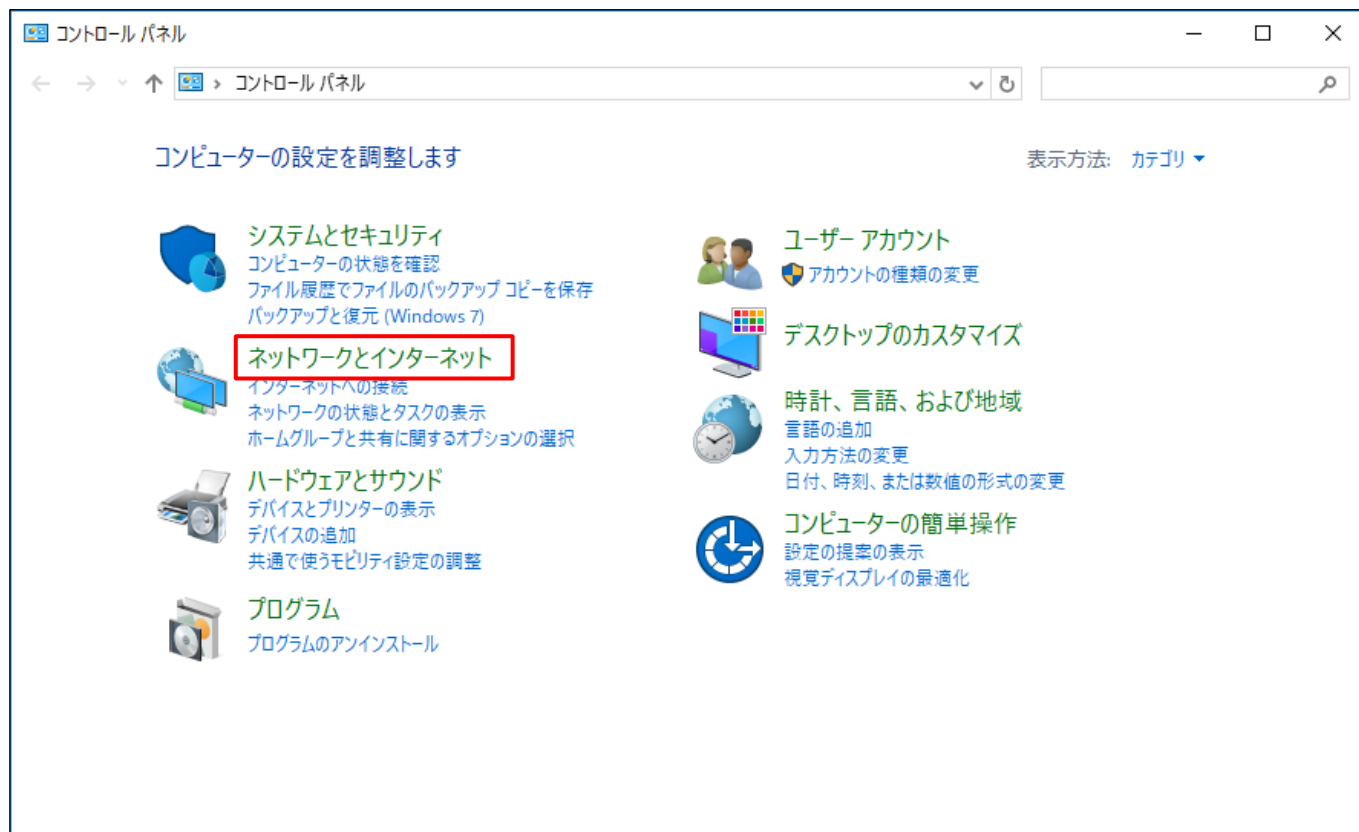 コントロール パネル
コントロール パネル
コンピューターの設定を調整します
表示方法: カテゴリ
システムとセキュリティ
コンピューターの状態を確認
ファイル履歴でファイルのバックアップ コピーを保存
バックアップと復元 (Windows 7)
ネットワークとインターネット
インターネットへの接続
ネットワークの状態とタスクの表示
ホームグループと共有に関するオプションの選択
ハードウェアとサウンド
デバイスとプリンターの表示
デバイスの追加
共通で使うモビリティ設定の調整
プログラム
プログラムのアンインストール
ユーザー アカウント
アカウントの種類の変更
デスクトップのカスタマイズ
時計、言語、および地域
言語の追加
入力方法の変更
日付、時刻、または数値の形式の変更
コンピューターの簡単操作
設定の提案の表示
視覚ディスプレイの最適化